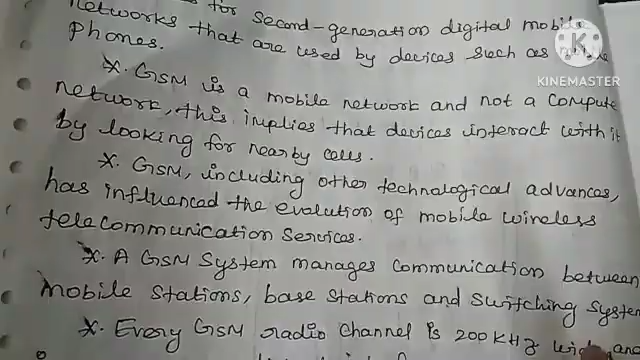 for second-generation digital mobile
networks that are used by devices such as
phones.
KINEMASTER
*. GSM is a mobile network and not a compute
network, this implies that devices interact with it
by looking for nearby cells.
*. GSM, including other technological advances,
has influenced the evolution of mobile wireless
telecommunication services.
*. A GSM System manages communication between
mobile stations, base stations and switching system
*. Every GSM radio channel is 200KHz wide and